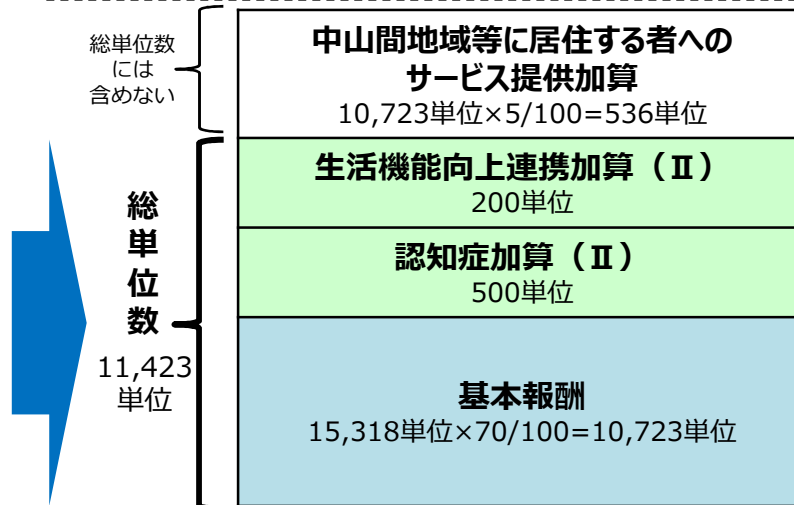 総単位数
には
含めない
中山間地域等に居住する者への
サービス提供加算
10,723単位×5/100=536単位
総単位数
11,423
単位
生活機能向上連携加算（Ⅱ）
200単位
認知症加算（Ⅱ）
500単位
基本報酬
15,318単位×70/100=10,723単位